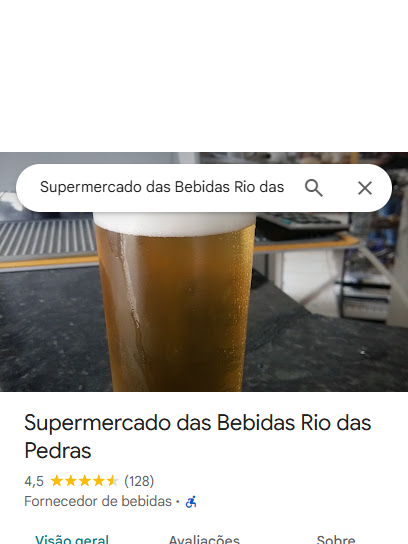 Supermercado das Bebidas Rio das
Supermercado das Bebidas Rio das
Pedras
4,5 (128)
Fornecedor de bebidas ·
Visão geral Avaliações Sobre